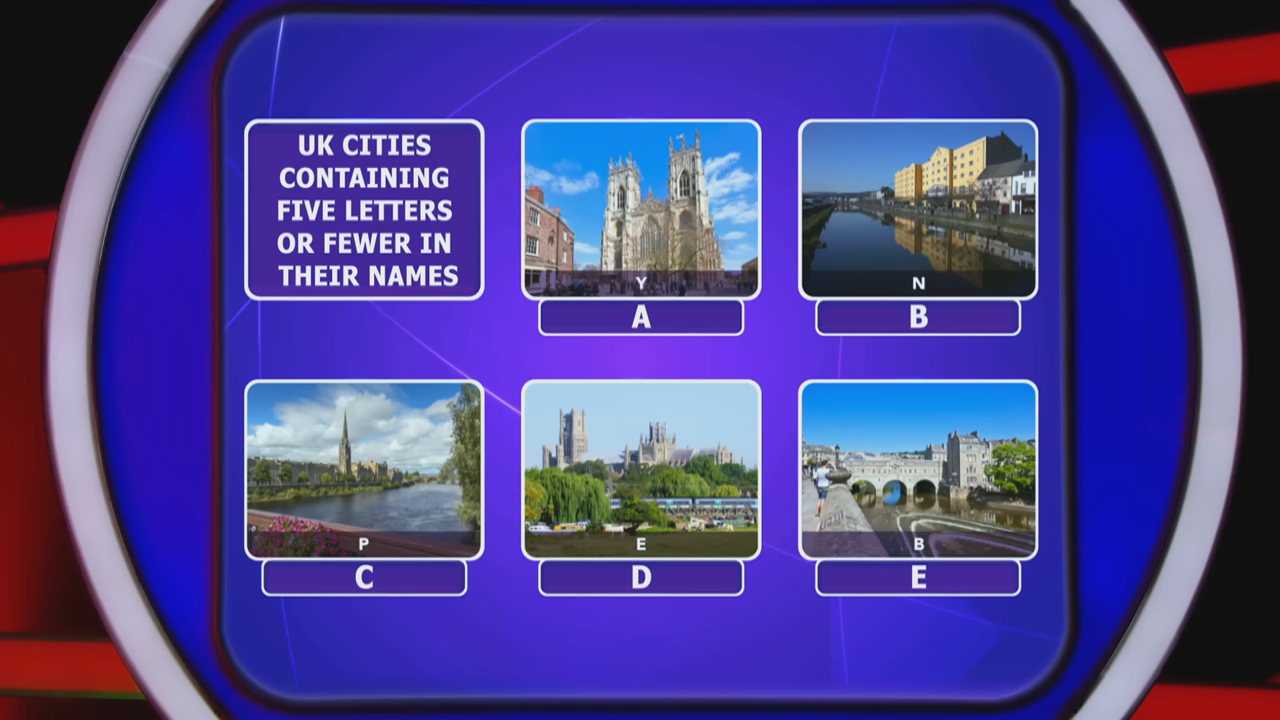 UK CITIES
CONTAINING
FIVE LETTERS
OR FEWER IN
THEIR NAMES
Y
A
N
B
P
C
E
D
B
E